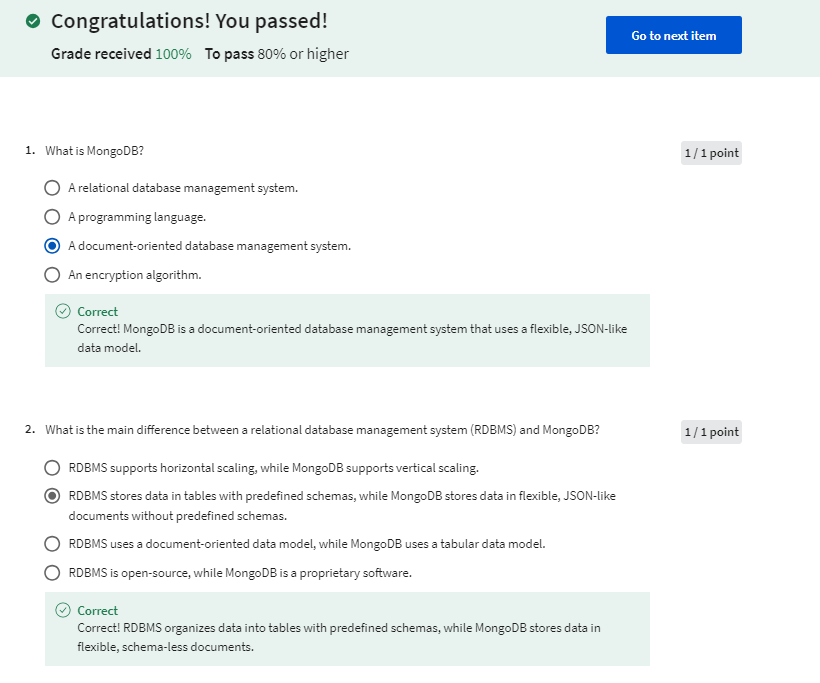 Congratulations! You passed!
Go to next item
Grade received 100% To pass 80% or higher
1. What is MongoDB?
1 / 1 point
A relational database management system.
A programming language.
A document-oriented database management system.
An encryption algorithm.
Correct
Correct! MongoDB is a document-oriented database management system that uses a flexible, JSON-like
data model.
2. What is the main difference between a relational database management system (RDBMS) and MongoDB?
1 / 1 point
RDBMS supports horizontal scaling, while MongoDB supports vertical scaling.
RDBMS stores data in tables with predefined schemas, while MongoDB stores data in flexible, JSON-like
documents without predefined schemas.
RDBMS uses a document-oriented data model, while MongoDB uses a tabular data model.
RDBMS is open-source, while MongoDB is a proprietary software.
Correct
Correct! RDBMS organizes data into tables with predefined schemas, while MongoDB stores data in
flexible, schema-less documents.